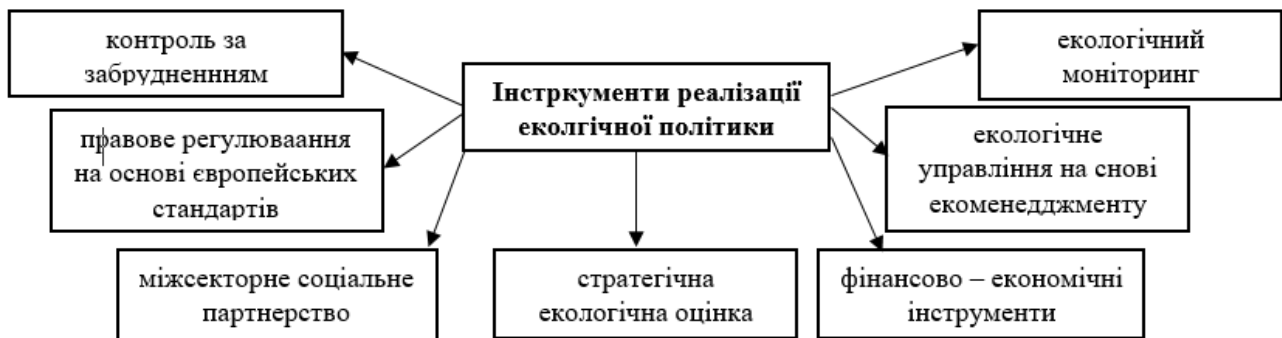 контроль за
забрудненнням
Інстркументи реалізації
еколгічної політики
екологічний
моніторинг
правове регулюваання
на основі європейських
стандартів
екологічне
управління на снові
екоменедджменту
міжсекторне соціальне
партнерство
стратегічна
екологічна оцінка
фінансово – економічні
інструменти